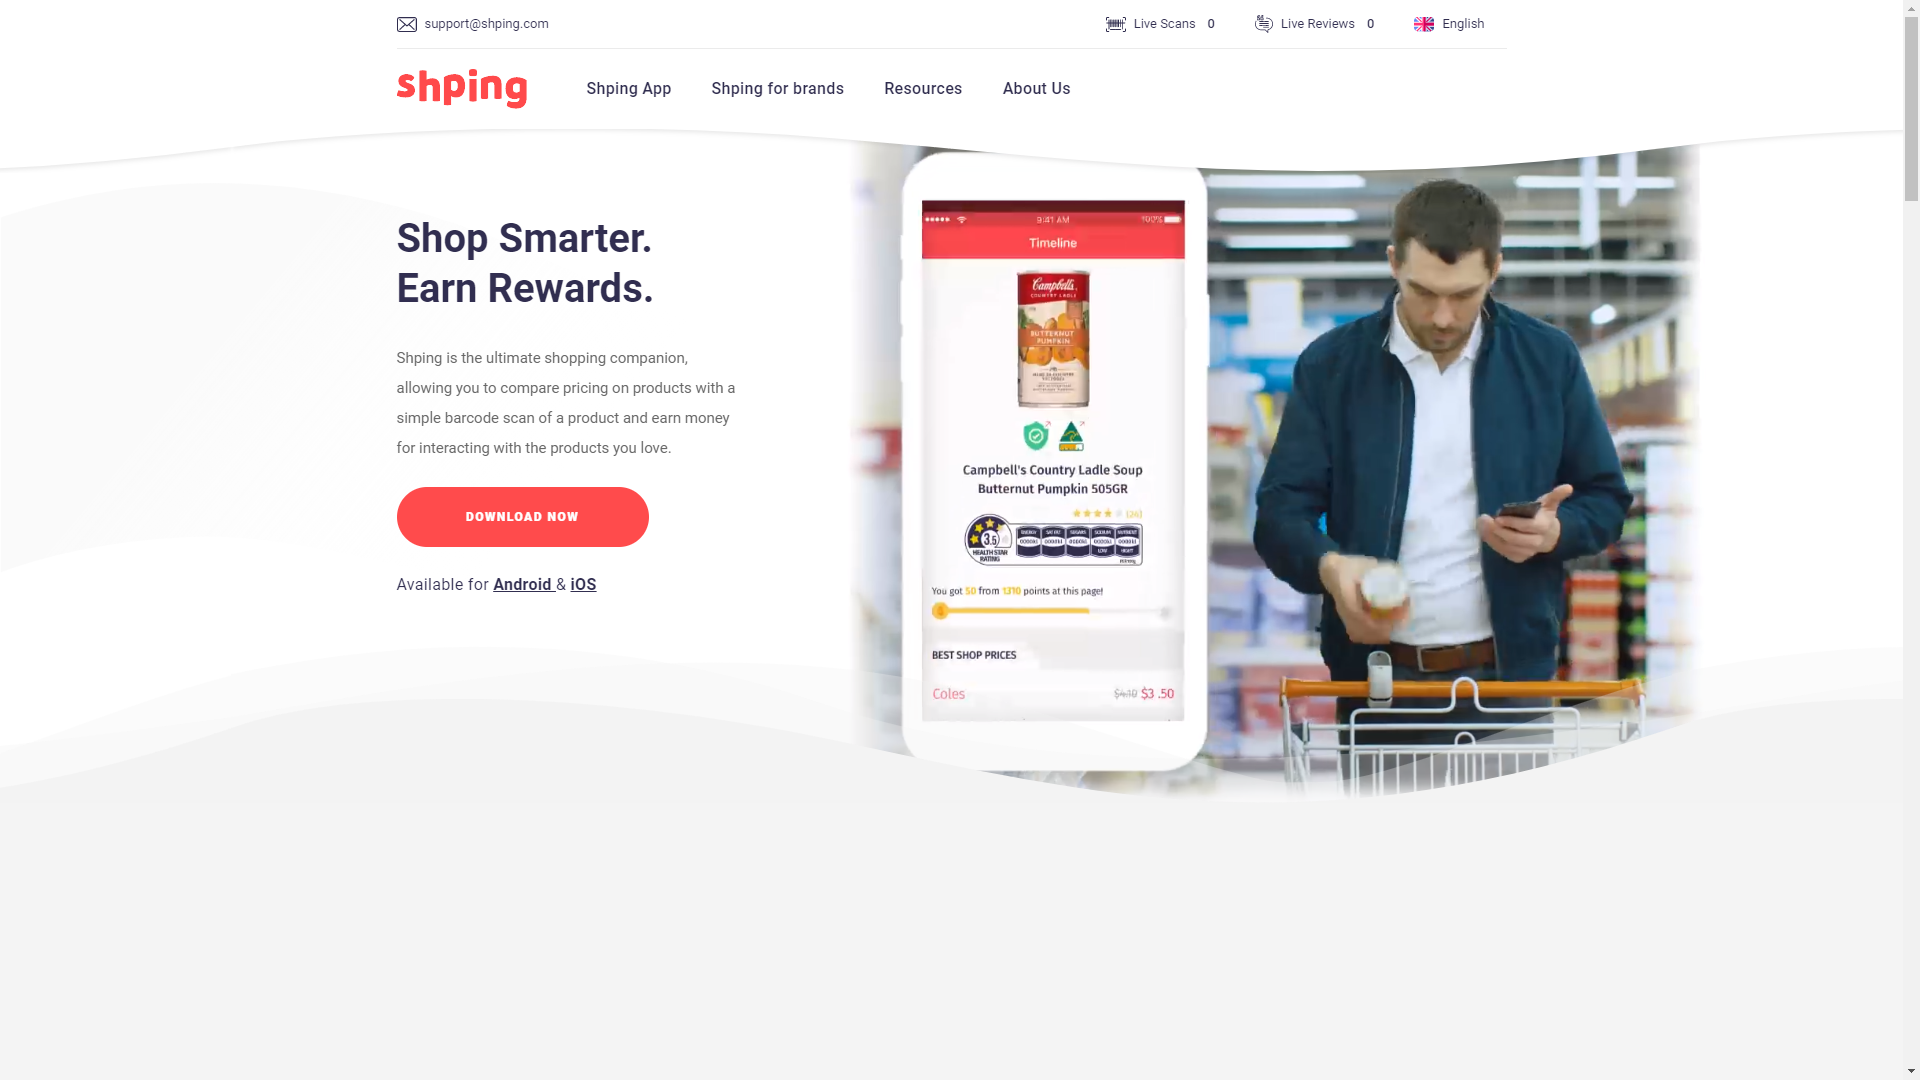 support@shping.com
Live Scans 0
Live Reviews 0
English
shping
Shping App
Shping for brands
Resources
About Us
Shop Smarter.
Earn Rewards.
Shping is the ultimate shopping companion,
allowing you to compare pricing on products with a
simple barcode scan of a product and earn money
for interacting with the products you love.
DOWNLOAD NOW
Available for Android & iOS
9:41 AM
100%
Timeline
Campbell's
COUNTRY LADLE
BUTTERNUT
PUMPKIN
Campbell's Country Ladle Soup
Butternut Pumpkin 505GR
(24)
3.5
HEALTH STAR
RATING
You got 50 from 1310 points at this page!
BEST SHOP PRICES
Coles
$4.10 $3.50